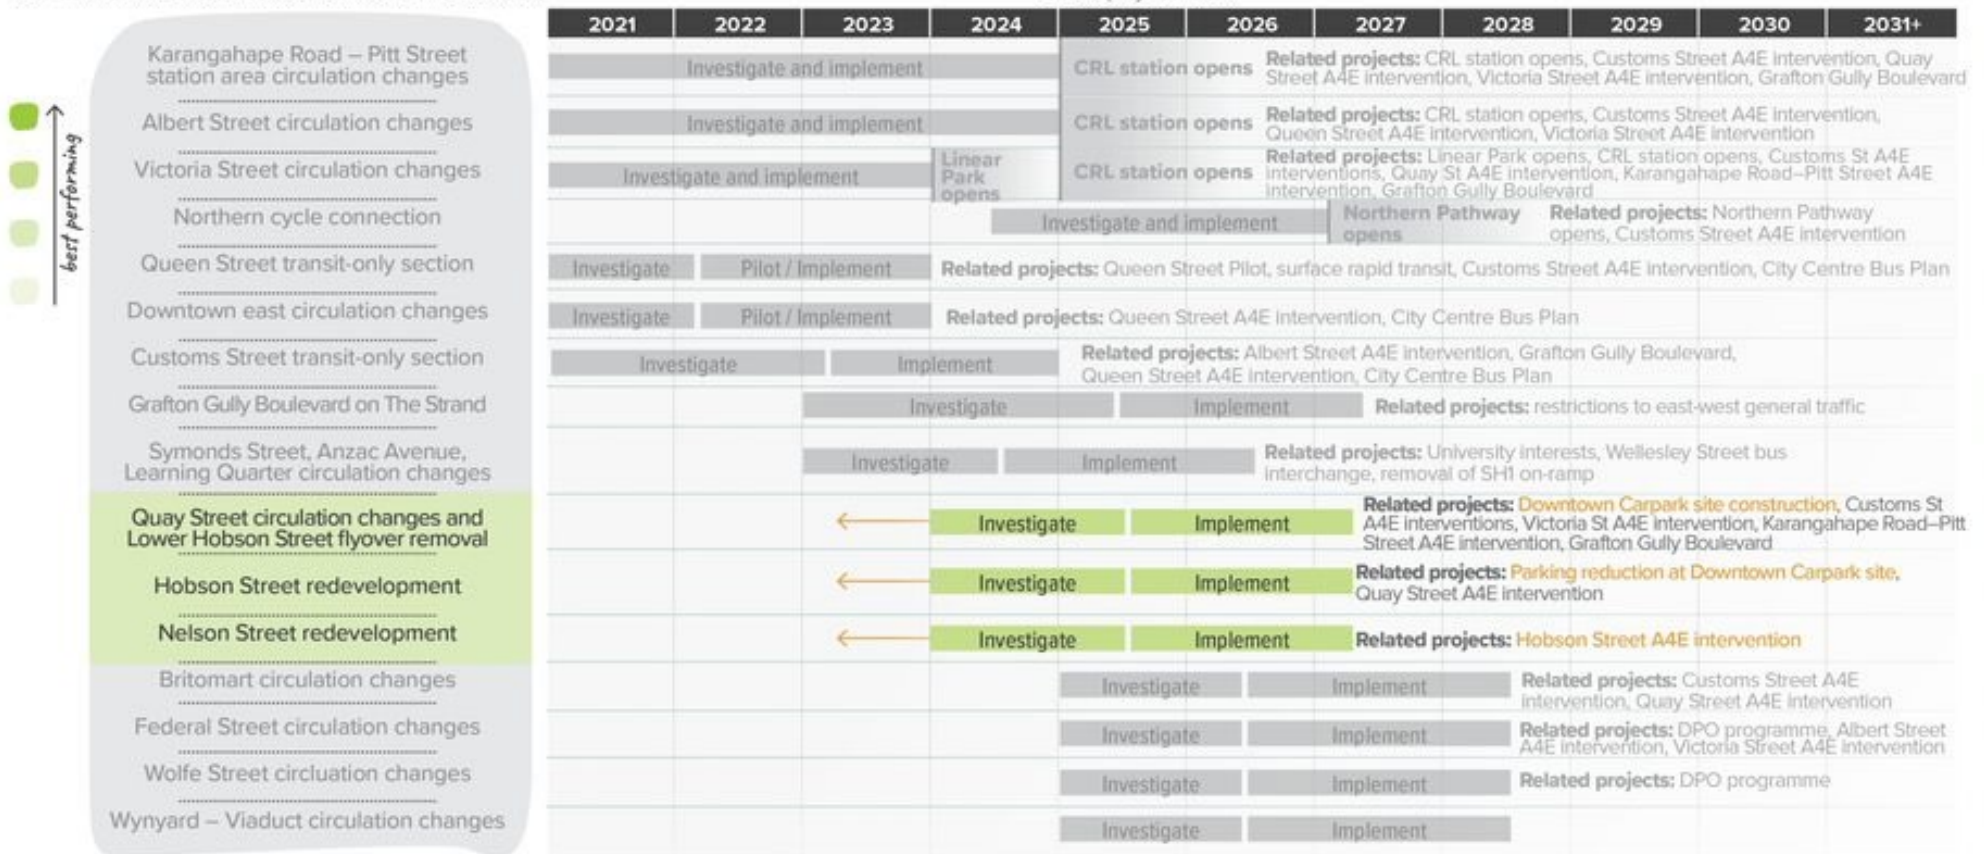 2021 2022 2023 2024 2025 2026 2027 2028 2029 2030 2031+
best performing
Karangahape Road – Pitt Street
station area circulation changes
Investigate and implement
CRL station opens
Related projects: CRL station opens, Customs Street A4E intervention, Quay
Street A4E intervention, Victoria Street A4E intervention, Grafton Gully Boulevard
Albert Street circulation changes
Investigate and implement
CRL station opens
Related projects: CRL station opens, Customs Street A4E intervention,
Queen Street A4E intervention, Victoria Street A4E intervention
Victoria Street circulation changes
Investigate and implement
Linear
Park
opens
CRL station opens
Related projects: Linear Park opens, CRL station opens, Customs St A4E
interventions, Quay St A4E intervention, Karangahape Road–Pitt Street A4E
intervention, Grafton Gully Boulevard
Northern cycle connection
Investigate and implement
Northern Pathway
opens
Related projects: Northern Pathway
opens, Customs Street A4E intervention
Queen Street transit-only section
Investigate
Pilot / Implement
Related projects: Queen Street Pilot, surface rapid transit, Customs Street A4E intervention, City Centre Bus Plan
Downtown east circulation changes
Investigate
Pilot / Implement
Related projects: Queen Street A4E intervention, City Centre Bus Plan
Customs Street transit-only section
Investigate
Implement
Related projects: Albert Street A4E intervention, Grafton Gully Boulevard,
Queen Street A4E intervention, City Centre Bus Plan
Grafton Gully Boulevard on The Strand
Investigate
Implement
Related projects: restrictions to east-west general traffic
Symonds Street, Anzac Avenue,
Learning Quarter circulation changes
Investigate
Implement
Related projects: University interests, Wellesley Street bus
interchange, removal of SH1 on-ramp
Quay Street circulation changes and
Lower Hobson Street flyover removal
Investigate
Implement
Related projects: Downtown Carpark site construction, Customs St
A4E interventions, Victoria St A4E intervention, Karangahape Road–Pitt
Street A4E intervention, Grafton Gully Boulevard
Hobson Street redevelopment
Investigate
Implement
Related projects: Parking reduction at Downtown Carpark site,
Quay Street A4E intervention
Nelson Street redevelopment
Investigate
Implement
Related projects: Hobson Street A4E intervention
Britomart circulation changes
Investigate
Implement
Related projects: Customs Street A4E
intervention, Quay Street A4E intervention
Federal Street circulation changes
Investigate
Implement
Related projects: DPO programme, Albert Street
A4E intervention, Victoria Street A4E intervention
Wolfe Street circluation changes
Investigate
Implement
Related projects: DPO programme
Wynyard – Viaduct circulation changes
Investigate
Implement